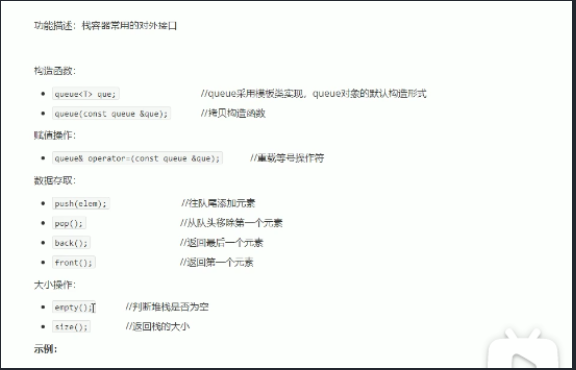 功能描述：栈容器常用的对外接口
构造函数：
• queue<T> que; //queue采用模板类实现，queue对象的默认构造形式
• queue(const queue &que); //拷贝构造函数
赋值操作：
• queue& operator=(const queue &que); //重载等号操作符
数据存取：
• push(elem); //往队尾添加元素
• pop(); //从队头移除第一个元素
• back(); //返回最后一个元素
• front(); //返回第一个元素
大小操作：
• empty(); //判断堆栈是否为空
• size(); //返回栈的大小
示例：